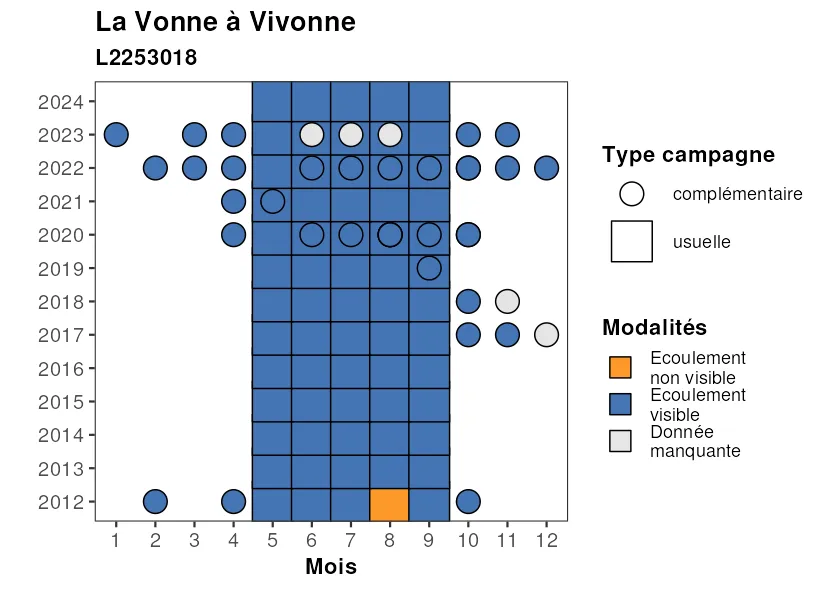 La Vonne à Vivonne
L2253018
2024
2023
2022
2021
2020
2019
2018
2017
2016
2015
2014
2013
2012
1 2 3 4 5 6 7 8 9 10 11 12
Mois
Type campagne
complémentaire
usuelle
Modalités
Ecoulement
non visible
Ecoulement
visible
Donnée
manquante